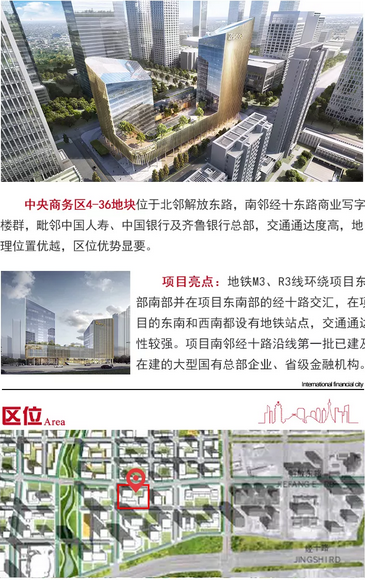 中央商务区4-36地块位于北邻解放东路，南邻经十东路商业写字
楼群，毗邻中国人寿、中国银行及齐鲁银行总部，交通通达度高，地
理位置优越，区位优势显要。
项目亮点：地铁M3、R3线环绕项目东
部南部并在项目东南部的经十路交汇，在项
目的东南和西南都设有地铁站点，交通通达
性较强。项目南邻经十路沿线第一批已建及
在建的大型国有总部企业、省级金融机构。
International financial city
区位 Area
解放东路
JIEFANG E
经十路
JINGSHI RD